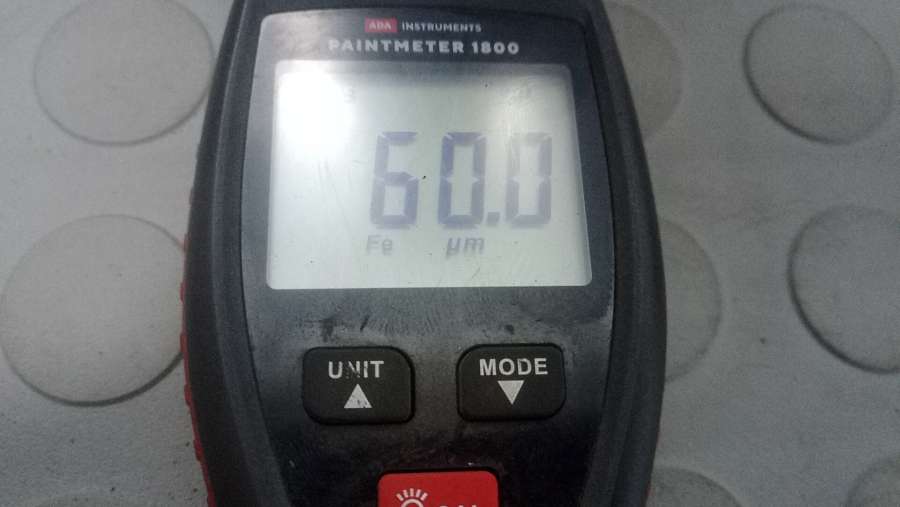 ADA INSTRUMENTS
PAINTMETER 1800
60.0
Fe μm
UNIT MODE